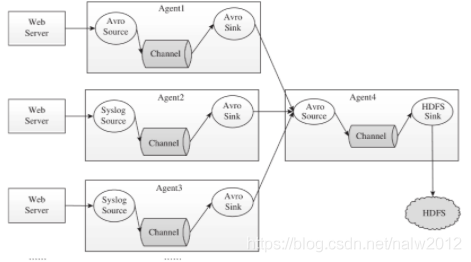 Agent1
Web
Server
Avro
Source
Channel
Avro
Sink
Agent2
Web
Server
Syslog
Source
Channel
Avro
Sink
Agent3
Web
Server
Syslog
Source
Channel
Avro
Sink
......
......
Agent4
Avro
Source
Channel
HDFS
Sink
HDFS
https://blog.csdn.net/nalw2012